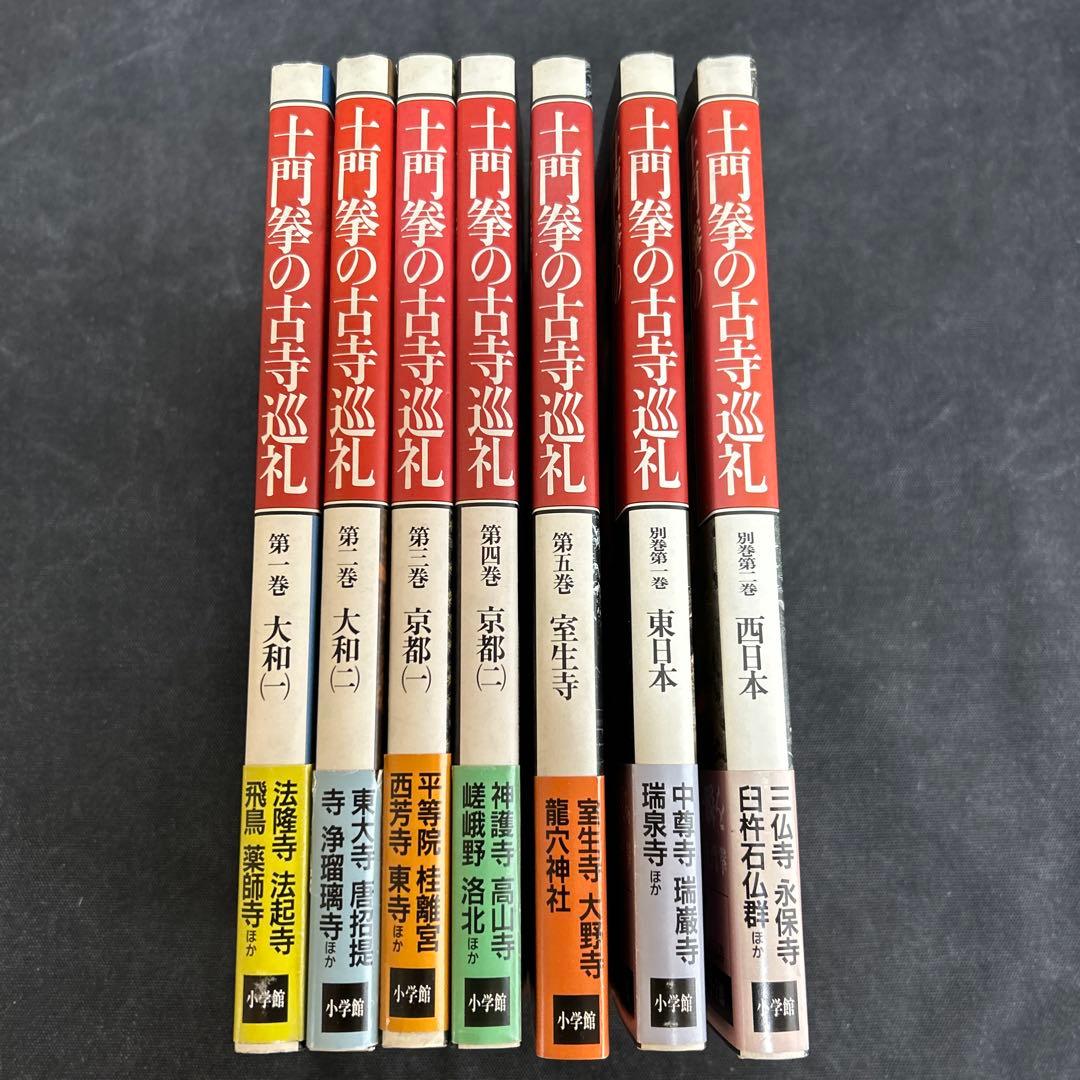 土門拳の古寺巡礼
第一巻 大和(一)
法隆寺 法起寺
飛鳥 薬師寺ほか
小学館
土門拳の古寺巡礼
第二巻 大和(二)
東大寺 唐招提
寺 浄瑠璃寺ほか
小学館
土門拳の古寺巡礼
第三巻 京都(一)
平等院 桂離宮
西芳寺 東寺ほか
小学館
土門拳の古寺巡礼
第四巻 京都(二)
神護寺 高山寺
嵯峨野 洛北ほか
小学館
土門拳の古寺巡礼
第五巻 室生寺
室生寺 大野寺
龍穴神社
小学館
土門拳の古寺巡礼
別巻第一巻 東日本
中尊寺 瑞巌寺
瑞泉寺ほか
小学館
土門拳の古寺巡礼
別巻第二巻 西日本
三仏寺 永保寺
臼杵石仏群ほか
小学館